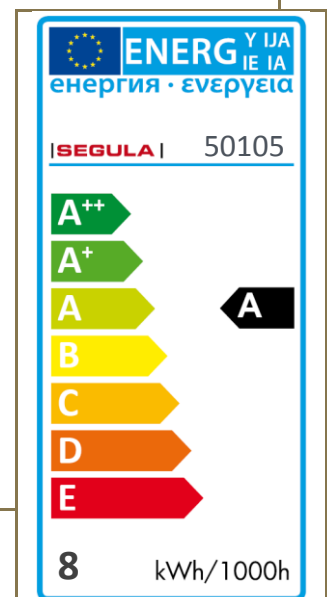 ENERG Y IJA
IE IA
енергия · ενεργεια
SEGULA 50105
A++
A+
A A
B
C
D
E
8 kWh/1000h